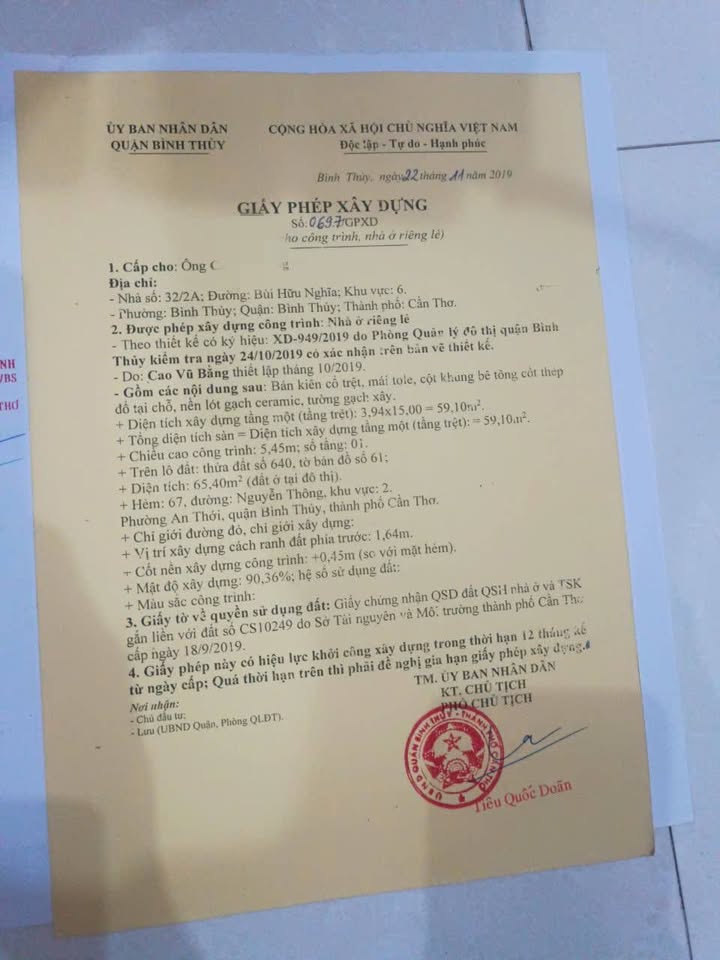 ỦY BAN NHÂN DÂN
QUẬN BÌNH THỦY
CỘNG HÒA XÃ HỘI CHỦ NGHĨA VIỆT NAM
Độc lập - Tự do - Hạnh phúc
Bình Thủy, ngày 22 tháng 11 năm 2019
GIẤY PHÉP XÂY DỰNG
Số: 0697/GPXD
ho công trình, nhà ở riêng lẻ)
1. Cấp cho: Ông
Địa chỉ:
- Nhà số: 32/2A; Đường: Bùi Hữu Nghĩa; Khu vực: 6.
- Phường: Bình Thủy; Quận: Bình Thủy; Thành phố: Cần Thơ.
2. Được phép xây dựng công trình: Nhà ở riêng lẻ
- Theo thiết kế có ký hiệu: XD-949/2019 do Phòng Quản lý đô thị quận Bình
Thủy kiểm tra ngày 24/10/2019 có xác nhận trên bản vẽ thiết kế.
- Do: Cao Vũ Bằng thiết lập tháng 10/2019.
- Gồm các nội dung sau: Bán kiên cố trệt, mái tole, cột khung bê tông cốt thép
đổ tại chỗ, nền lót gạch ceramic, tường gạch xây.
+ Diện tích xây dựng tầng một (tầng trệt): 3,94x15,00 = 59,10m².
+ Tổng diện tích sàn = Diện tích xây dựng tầng một (tầng trệt): = 59,10m².
+ Chiều cao công trình: 5,45m; số tầng: 01.
+ Trên lô đất: thửa đất số 640, tờ bản đồ số 61;
+ Diện tích: 65,40m² (đất ở tại đô thị).
+ Hẻm: 67, đường: Nguyễn Thông, khu vực: 2.
Phường An Thới, quận Bình Thủy, thành phố Cần Thơ.
+ Chỉ giới đường đỏ, chỉ giới xây dựng:
+ Vị trí xây dựng cách ranh đất phía trước: 1,64m.
+ Cốt nền xây dựng công trình: +0,45m (so với mặt hẻm).
+ Mật độ xây dựng: 90,36%; hệ số sử dụng đất:
+ Màu sắc công trình:
3. Giấy tờ về quyền sử dụng đất: Giấy chứng nhận QSD đất QSH nhà ở và TSK
gắn liền với đất số CS10249 do Sở Tài nguyên và Môi trường thành phố Cần Thơ
cấp ngày 18/9/2019.
4. Giấy phép này có hiệu lực khởi công xây dựng trong thời hạn 12 tháng kể
từ ngày cấp; Quá thời hạn trên thì phải đề nghị gia hạn giấy phép xây dựng.
Nơi nhận:
- Chủ đầu tư;
- Lưu (UBND Quận, Phòng QLĐT).
TM. ỦY BAN NHÂN DÂN
KT. CHỦ TỊCH
PHÓ CHỦ TỊCH
UBND QUẬN BÌNH THỦY - THÀNH PHỐ CẦN THƠ
Tiêu Quốc Doãn